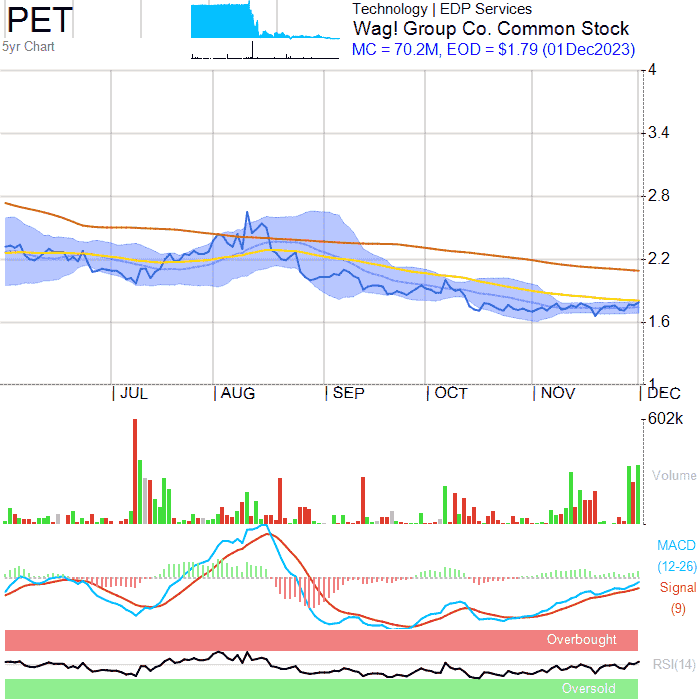 PET
5yr Chart
Technology | EDP Services
Wag! Group Co. Common Stock
MC = 70.2M, EOD = $1.79 (01Dec2023)
4
3.4
2.8
2.2
1.6
1
JUL AUG SEP OCT NOV DEC
602k
Volume
MACD
(12-26)
Signal
(9)
Overbought
RSI(14)
Oversold